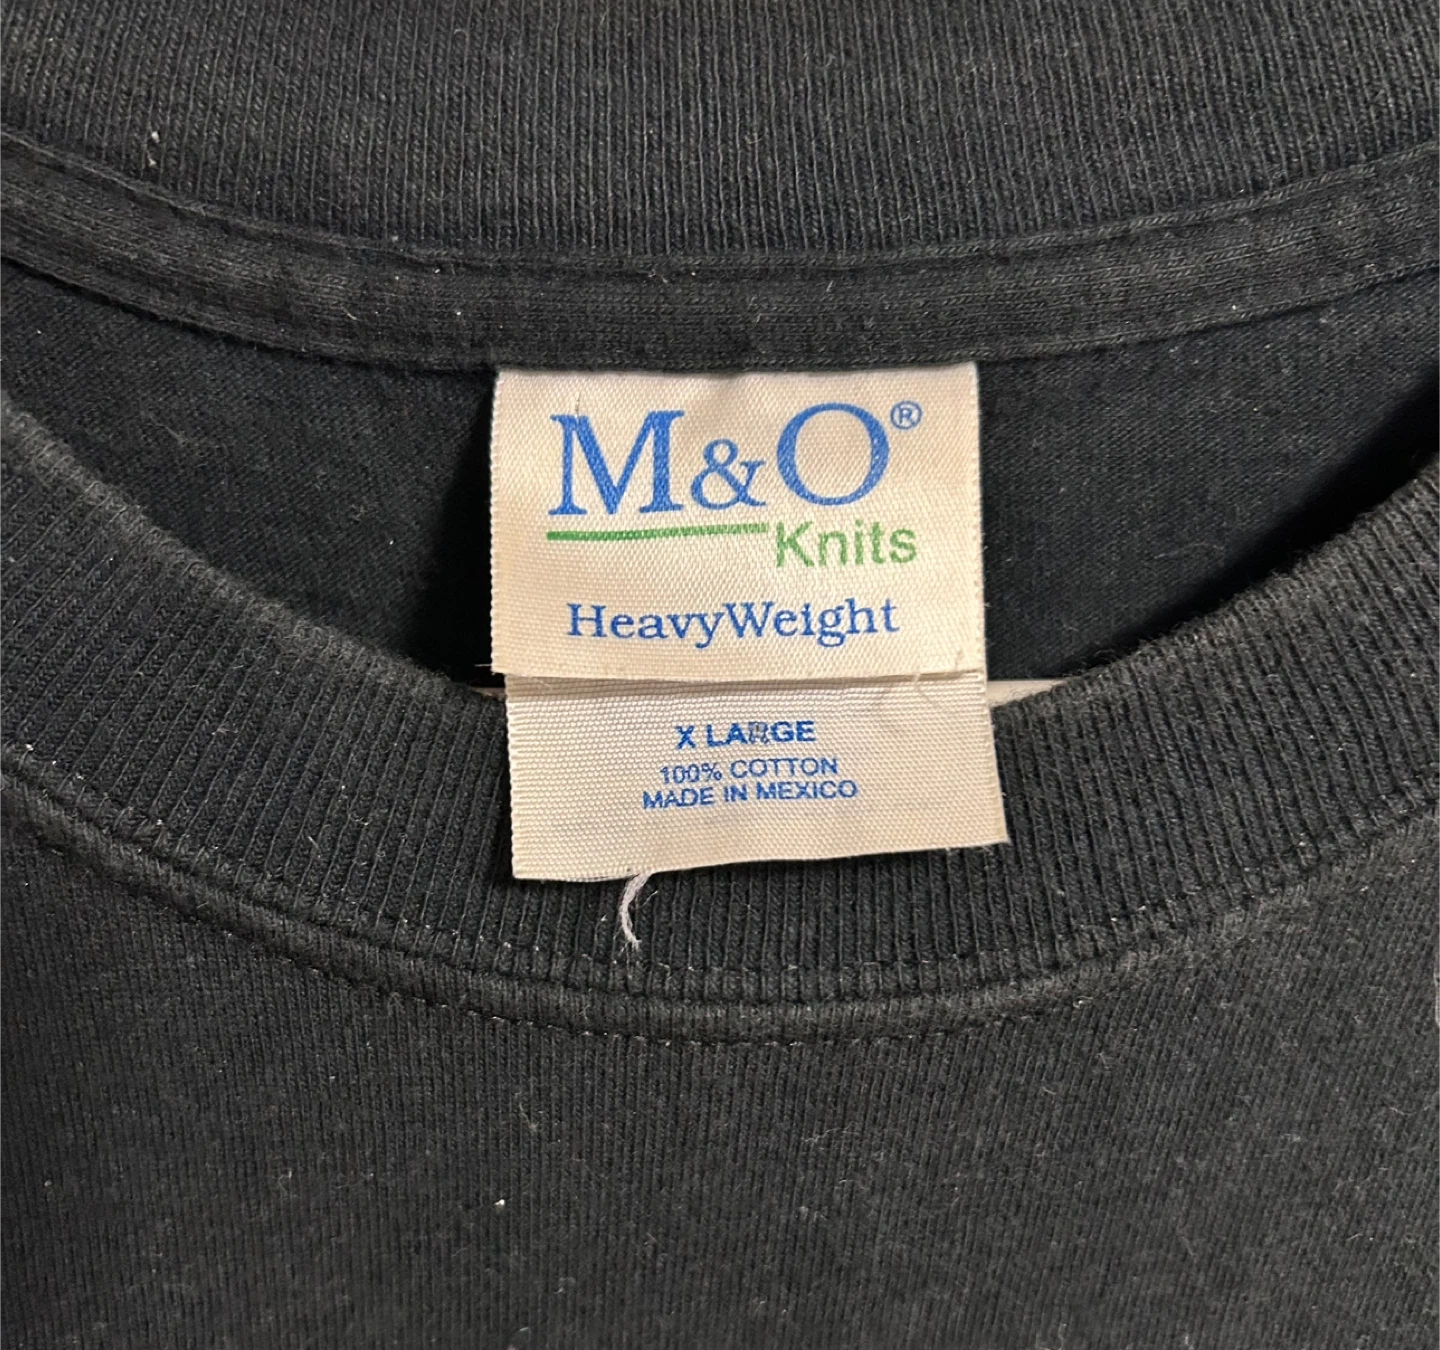 M&O®
Knits
HeavyWeight
X LARGE
100% COTTON
MADE IN MEXICO